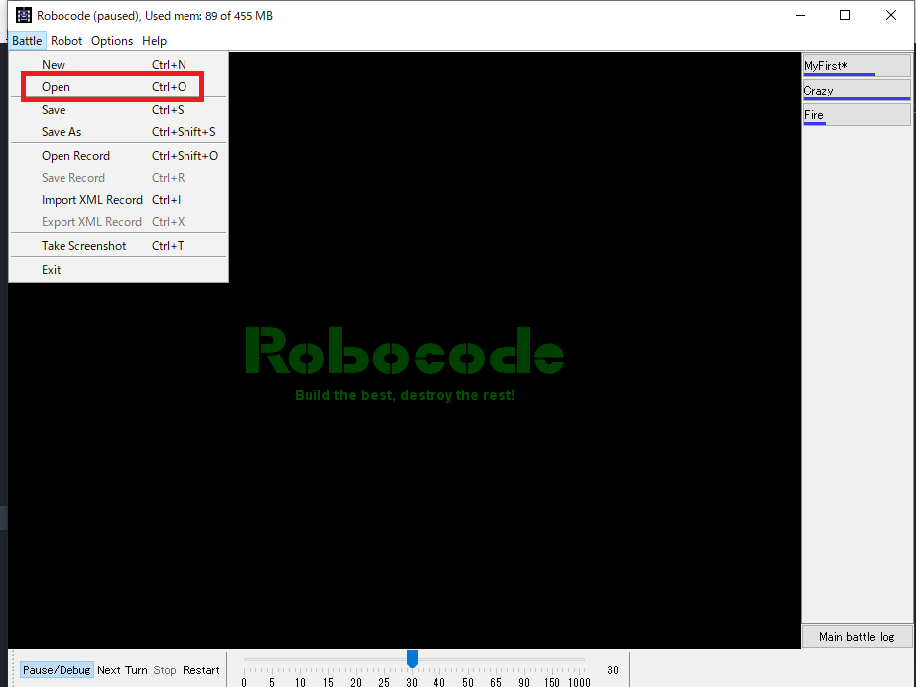 Robocode (paused), Used mem: 89 of 455 MB
Battle Robot Options Help
New Ctrl+N
Open Ctrl+O
Save Ctrl+S
Save As Ctrl+Shift+S
Open Record Ctrl+Shift+O
Save Record Ctrl+R
Import XML Record Ctrl+I
Export XML Record Ctrl+X
Take Screenshot Ctrl+T
Exit
MyFirst*
Crazy
Fire
Robocode
Build the best, destroy the rest!
Main battle log
Pause/Debug Next Turn Stop Restart
30
0 5 10 15 20 25 30 40 50 65 90 150 1000